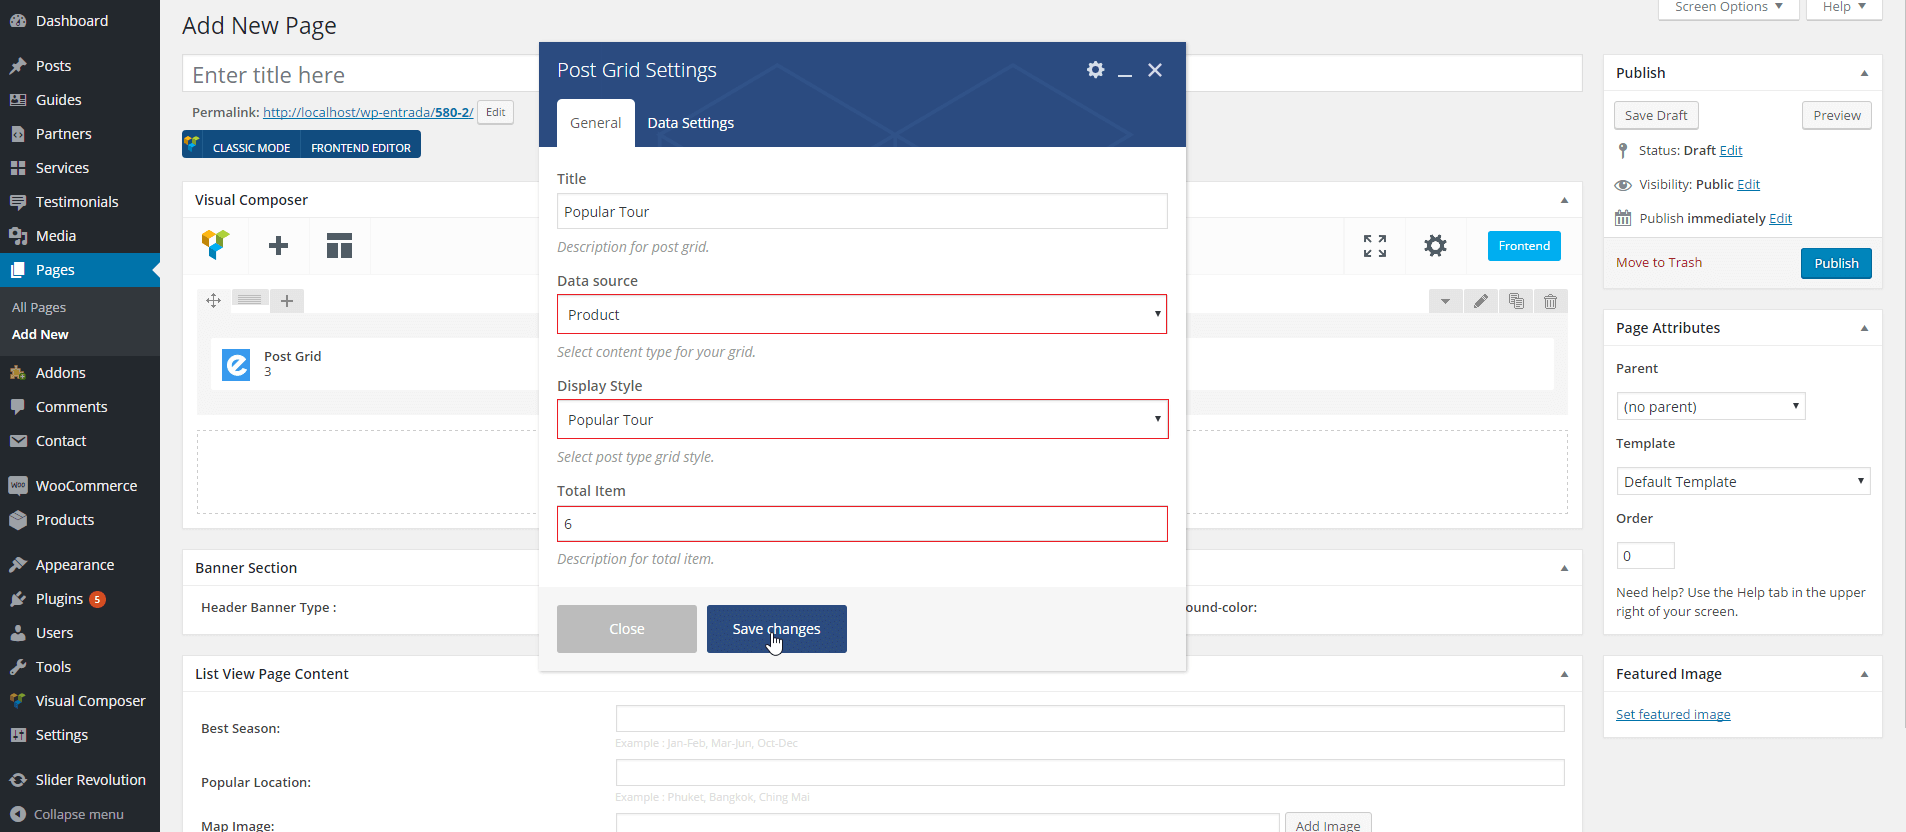 Dashboard
Posts
Guides
Partners
Services
Testimonials
Media
Pages
All Pages
Add New
Addons
Comments
Contact
WooCommerce
Products
Appearance
Plugins 5
Users
Tools
Visual Composer
Settings
Slider Revolution
Collapse menu
Screen Options
Help
Add New Page
Enter title here
Permalink: http://localhost/wp-entrada/580-2/ Edit
CLASSIC MODE FRONTEND EDITOR
Visual Composer
Frontend
Post Grid
3
Banner Section
Header Banner Type :
ound-color:
List View Page Content
Best Season:
Example : Jan-Feb, Mar-Jun, Oct-Dec
Popular Location:
Example : Phuket, Bangkok, Ching Mai
Map Image:
Add Image
Post Grid Settings
General Data Settings
Title
Popular Tour
Description for post grid.
Data source
Product
Select content type for your grid.
Display Style
Popular Tour
Select post type grid style.
Total Item
6
Description for total item.
Close Save changes
Publish
Save Draft Preview
Status: Draft Edit
Visibility: Public Edit
Publish immediately Edit
Move to Trash Publish
Page Attributes
Parent
(no parent)
Template
Default Template
Order
0
Need help? Use the Help tab in the upper
right of your screen.
Featured Image
Set featured image